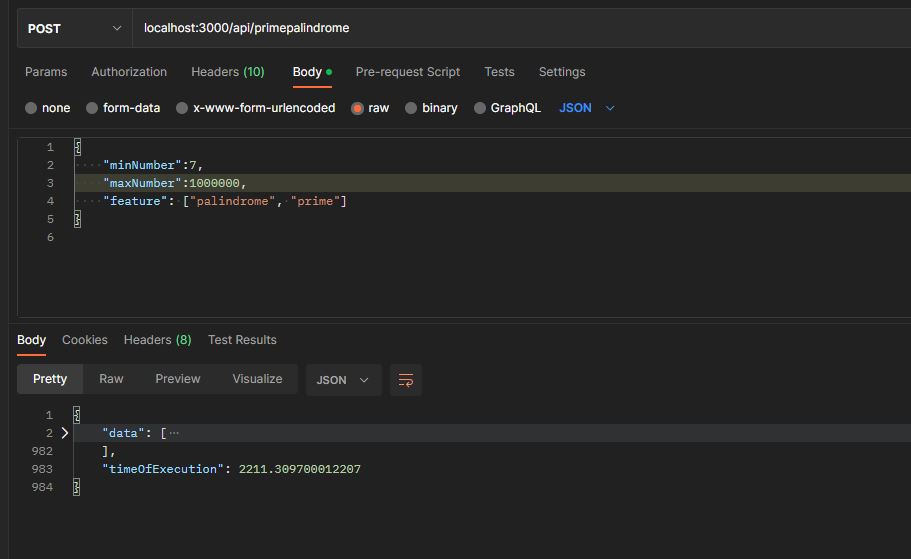 POST localhost:3000/api/primepalindrome
Params Authorization Headers (10) Body Pre-request Script Tests Settings
none form-data x-www-form-urlencoded raw binary GraphQL JSON
1 {
2 ····"minNumber":7,
3 ····"maxNumber":1000000,
4 ····"feature":·["palindrome",·"prime"]
5 }
6
Body Cookies Headers (8) Test Results
Pretty Raw Preview Visualize JSON
1 {
2 "data": [ ···
982 ],
983 "timeOfExecution": 2211.309700012207
984 }